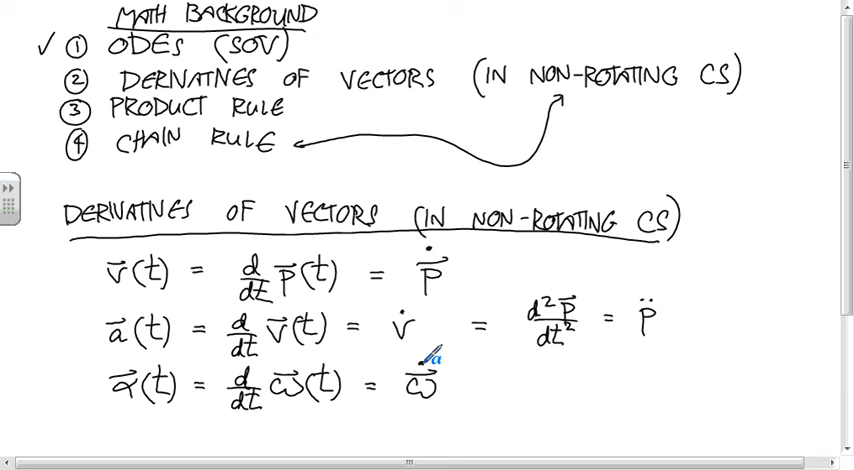 MATH BACKGROUND
✓ ① ODES (SOV)
② DERIVATIVES OF VECTORS (IN NON-ROTATING CS)
③ PRODUCT RULE
④ CHAIN RULE
DERIVATIVES OF VECTORS (IN NON-ROTATING CS)
v⃗(t) = d/dt p⃗(t) = ṗ⃗
a⃗(t) = d/dt v⃗(t) = v̇ = d²p⃗/dt² = p̈
α⃗(t) = d/dt ω⃗(t) = ω̇⃗